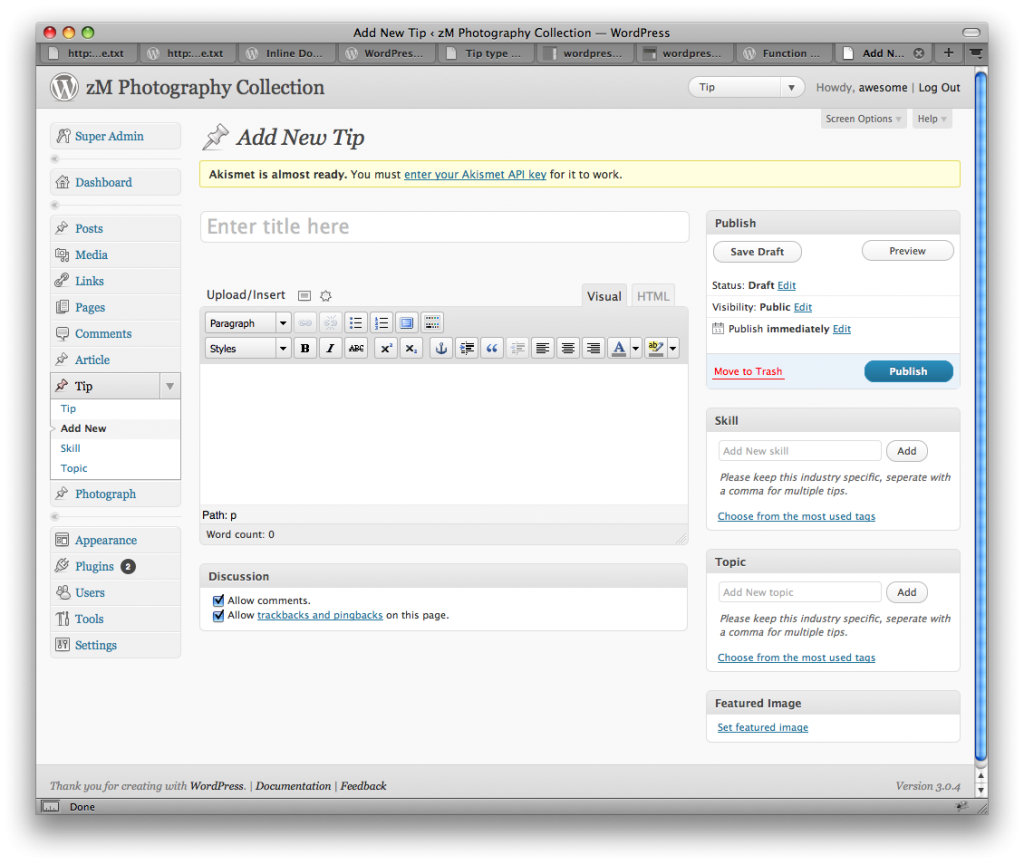 Add New Tip ‹ zM Photography Collection — WordPress
http:...e.txt
http:...e.txt
Inline Do...
WordPres...
Tip type ...
wordpres...
wordpres...
Function ...
Add N...
zM Photography Collection
Tip
Howdy, awesome | Log Out
Screen Options
Help
Super Admin
Dashboard
Posts
Media
Links
Pages
Comments
Article
Tip
Tip
Add New
Skill
Topic
Photograph
Appearance
Plugins 2
Users
Tools
Settings
Add New Tip
Akismet is almost ready. You must enter your Akismet API key for it to work.
Enter title here
Upload/Insert
Visual
HTML
Paragraph
Styles
B
I
ABC
Path: p
Word count: 0
Discussion
Allow comments.
Allow trackbacks and pingbacks on this page.
Publish
Save Draft
Preview
Status: Draft Edit
Visibility: Public Edit
Publish immediately Edit
Move to Trash
Publish
Skill
Add New skill
Add
Please keep this industry specific, seperate with
a comma for multiple tips.
Choose from the most used tags
Topic
Add New topic
Add
Please keep this industry specific, seperate with
a comma for multiple tips.
Choose from the most used tags
Featured Image
Set featured image
Thank you for creating with WordPress. | Documentation | Feedback
Version 3.0.4
Done